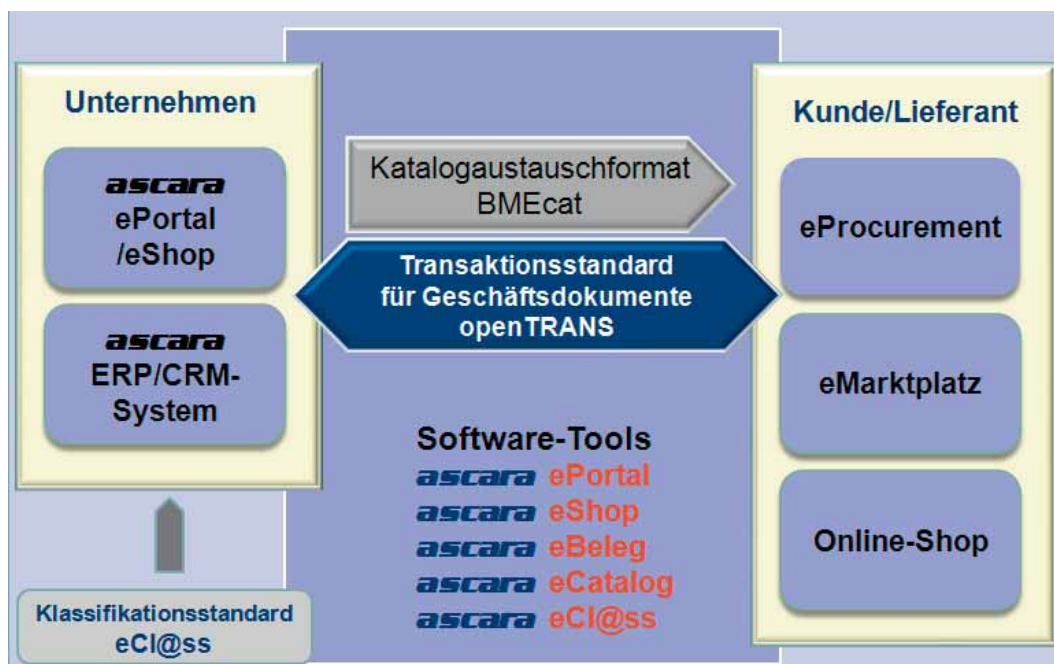 Unternehmen
ascara
ePortal
/eShop
ascara
ERP/CRM-
System
Klassifikationsstandard
eCl@ss
Katalogaustauschformat
BMEcat
Transaktionsstandard
für Geschäftsdokumente
openTRANS
Software-Tools
ascara ePortal
ascara eShop
ascara eBeleg
ascara eCatalog
ascara eCl@ss
Kunde/Lieferant
eProcurement
eMarktplatz
Online-Shop